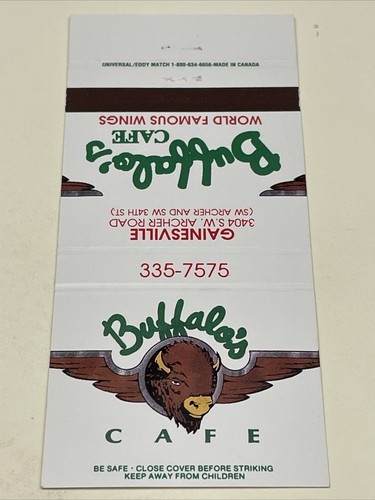 UNIVERSAL/EDDY MATCH 1-800-634-6656-MADE IN CANADA
WORLD FAMOUS WINGS
CAFE
Buffalo's
(SW ARCHER AND SW 34TH ST)
3404 S.W. ARCHER ROAD
GAINESVILLE
335-7575
Buffalo's
CAFE
BE SAFE · CLOSE COVER BEFORE STRIKING
KEEP AWAY FROM CHILDREN